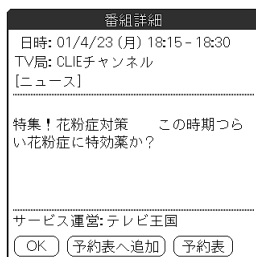 番組詳細
日時: 01/4/23 (月) 18:15-18:30
TV局: CLIEチャンネル
[ニュース]
特集！花粉症対策　　この時期つら
い花粉症に特効薬か？
サービス運営: テレビ王国
OK 予約表へ追加 予約表